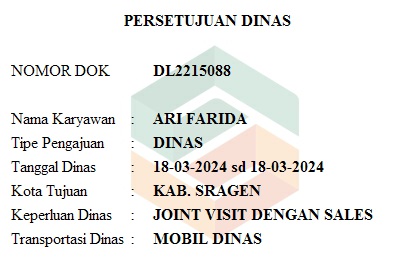 PERSETUJUAN DINAS
NOMOR DOK DL2215088
Nama Karyawan : ARI FARIDA
Tipe Pengajuan : DINAS
Tanggal Dinas : 18-03-2024 sd 18-03-2024
Kota Tujuan : KAB. SRAGEN
Keperluan Dinas : JOINT VISIT DENGAN SALES
Transportasi Dinas : MOBIL DINAS